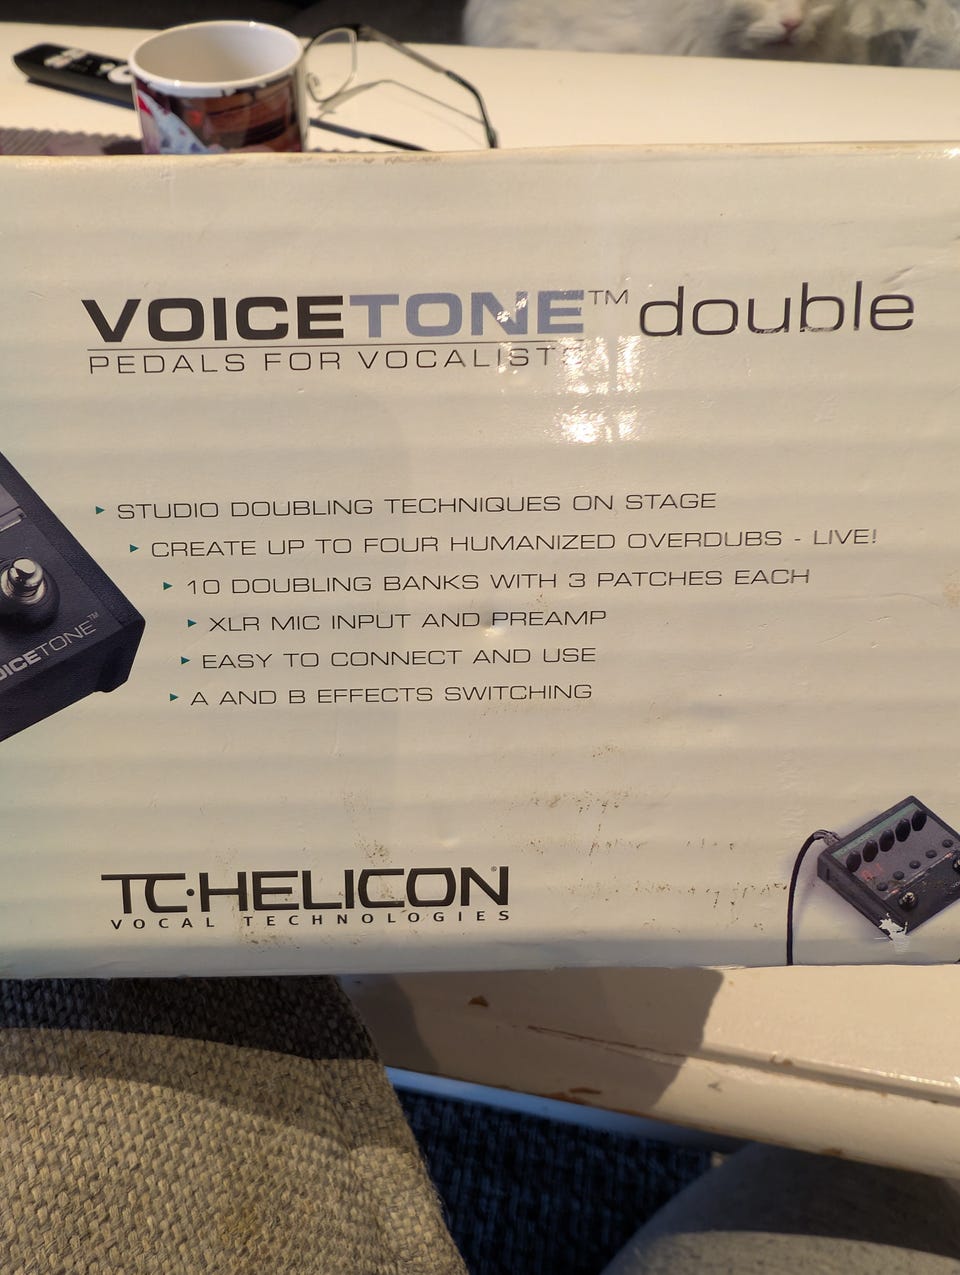 VOICETONE™ double
PEDALS FOR VOCALISTS
STUDIO DOUBLING TECHNIQUES ON STAGE
CREATE UP TO FOUR HUMANIZED OVERDUBS - LIVE!
10 DOUBLING BANKS WITH 3 PATCHES EACH
XLR MIC INPUT AND PREAMP
EASY TO CONNECT AND USE
A AND B EFFECTS SWITCHING
OICETONE™
TC·HELICON®
VOCAL TECHNOLOGIES